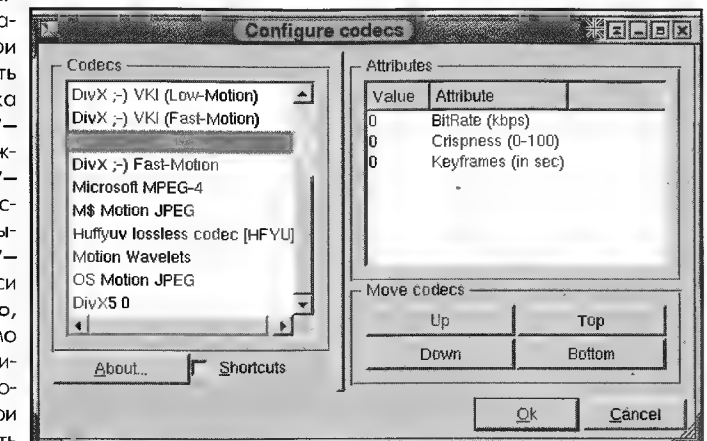 Configure codecs
Codecs
DivX ;-) VKI (Low-Motion)
DivX ;-) VKI (Fast-Motion)
DivX ;-) Fast-Motion
Microsoft MPEG-4
M$ Motion JPEG
Huffyuv lossless codec [HFYU]
Motion Wavelets
OS Motion JPEG
DivX5 0
About...
Shortcuts
Attributes
Value Attribute
0 BitRate (kbps)
0 Crispness (0-100)
0 Keyframes (in sec)
Move codecs
Up Top
Down Bottom
Ok Cancel